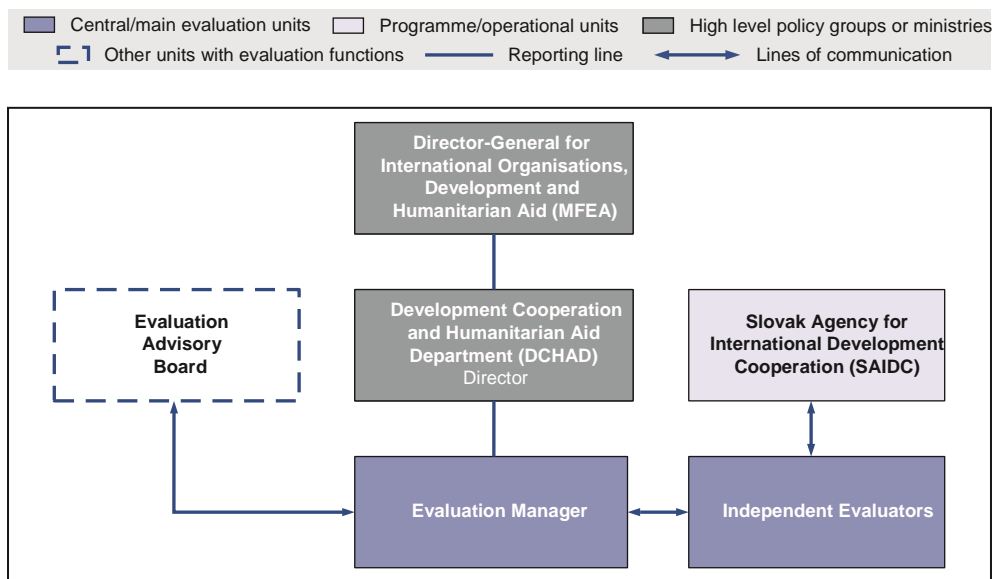 Central/main evaluation units
Programme/operational units
High level policy groups or ministries
Other units with evaluation functions
Reporting line
Lines of communication
Director-General for
International Organisations,
Development and
Humanitarian Aid (MFEA)
Evaluation
Advisory
Board
Development Cooperation
and Humanitarian Aid
Department (DCHAD)
Director
Slovak Agency for
International Development
Cooperation (SAIDC)
Evaluation Manager
Independent Evaluators